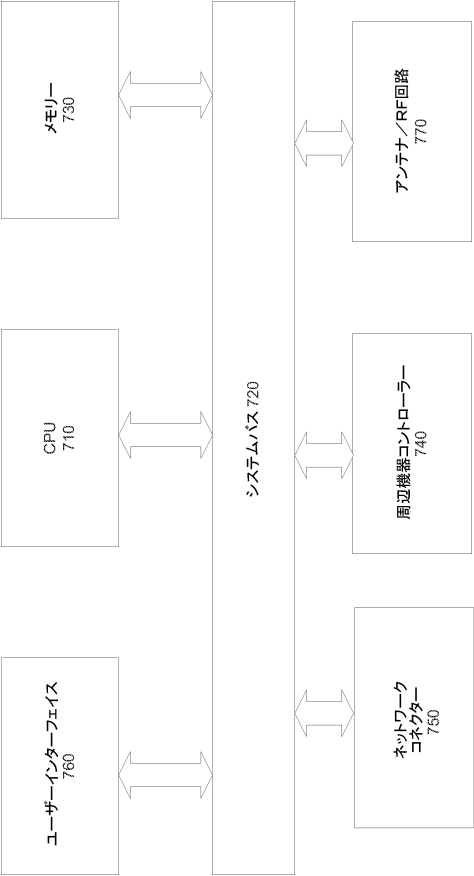 ユーザーインターフェイス
760
CPU
710
メモリー
730
システムバス 720
ネットワーク
コネクター
750
周辺機器コントローラー
740
アンテナ／RF回路
770